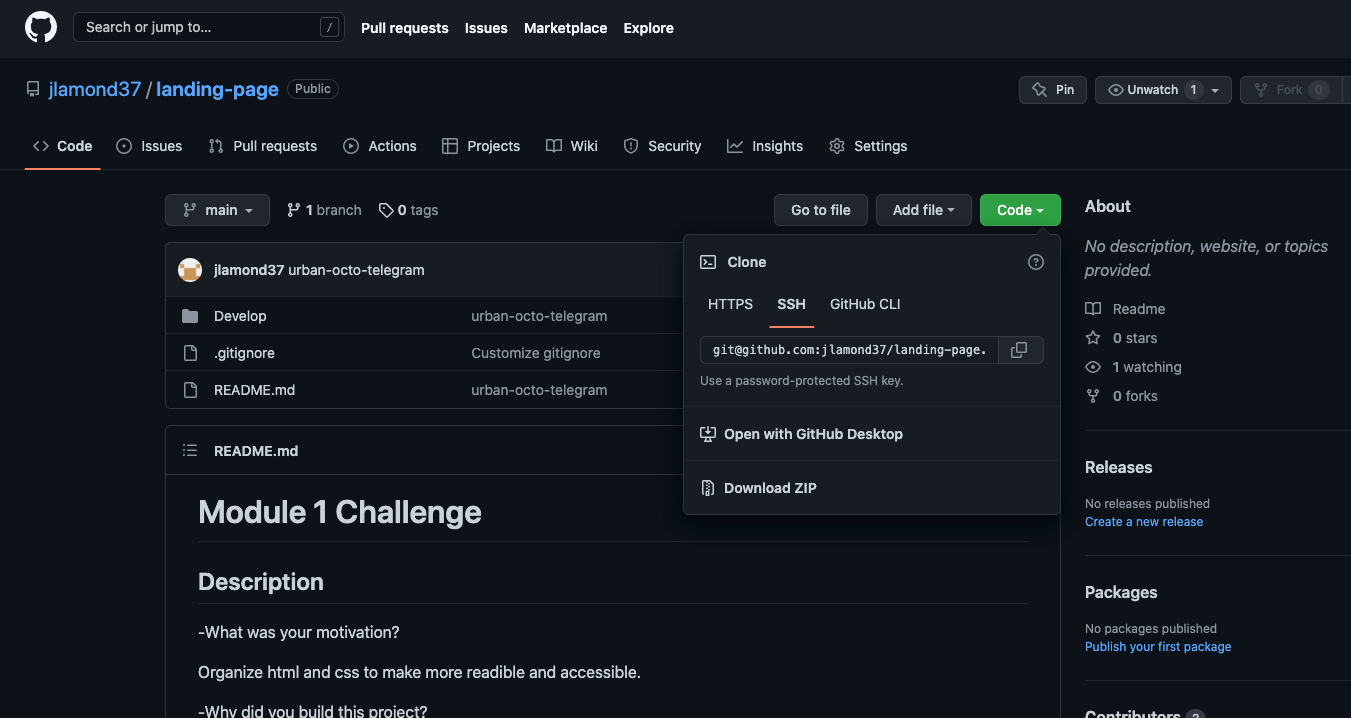 Search or jump to... /
Pull requests Issues Marketplace Explore
jlamond37 / landing-page Public
Pin Unwatch 1 Fork 0
Code Issues Pull requests Actions Projects Wiki Security Insights Settings
main 1 branch 0 tags
Go to file Add file Code
jlamond37 urban-octo-telegram
Develop urban-octo-telegram
.gitignore Customize gitignore
README.md urban-octo-telegram
Clone
HTTPS SSH GitHub CLI
git@github.com:jlamond37/landing-page.
Use a password-protected SSH key.
Open with GitHub Desktop
Download ZIP
README.md
Module 1 Challenge
Description
-What was your motivation?
Organize html and css to make more readible and accessible.
-Why did you build this project?
About
No description, website, or topics
provided.
Readme
0 stars
1 watching
0 forks
Releases
No releases published
Create a new release
Packages
No packages published
Publish your first package
Contributors 2